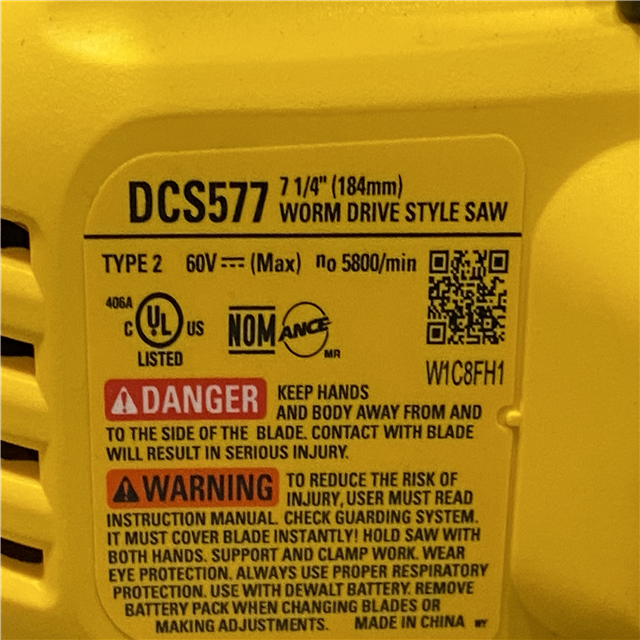 DCS577 7 1/4" (184mm)
WORM DRIVE STYLE SAW
TYPE 2 60V⎓ (Max) no 5800/min
406A
C UL US
LISTED
NOM ANCE MR
W1C8FH1
DANGER KEEP HANDS
AND BODY AWAY FROM AND
TO THE SIDE OF THE BLADE. CONTACT WITH BLADE
WILL RESULT IN SERIOUS INJURY.
WARNING TO REDUCE THE RISK OF
INJURY, USER MUST READ
INSTRUCTION MANUAL. CHECK GUARDING SYSTEM.
IT MUST COVER BLADE INSTANTLY! HOLD SAW WITH
BOTH HANDS. SUPPORT AND CLAMP WORK. WEAR
EYE PROTECTION. ALWAYS USE PROPER RESPIRATORY
PROTECTION. USE WITH DEWALT BATTERY. REMOVE
BATTERY PACK WHEN CHANGING BLADES OR
MAKING ADJUSTMENTS. MADE IN CHINA WY